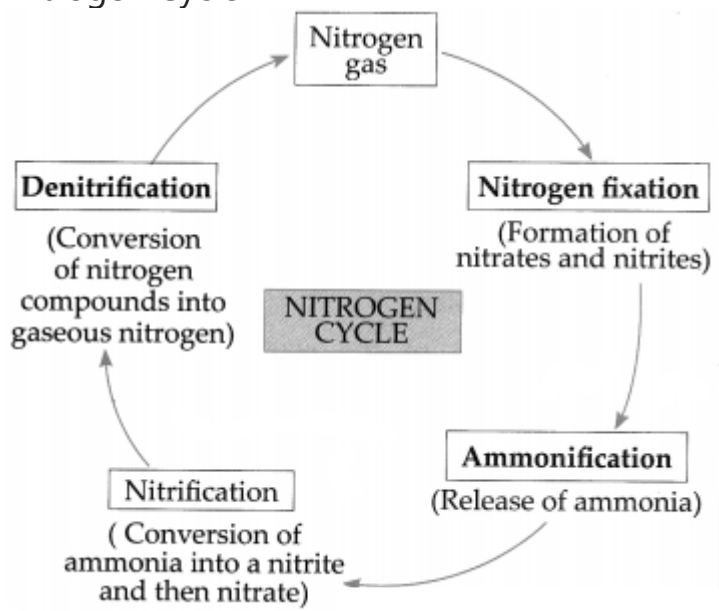 Nitrogen
gas
Denitrification
(Conversion
of nitrogen
compounds into
gaseous nitrogen)
Nitrogen fixation
(Formation of
nitrates and nitrites)
NITROGEN
CYCLE
Ammonification
(Release of ammonia)
Nitrification
( Conversion of
ammonia into a nitrite
and then nitrate)